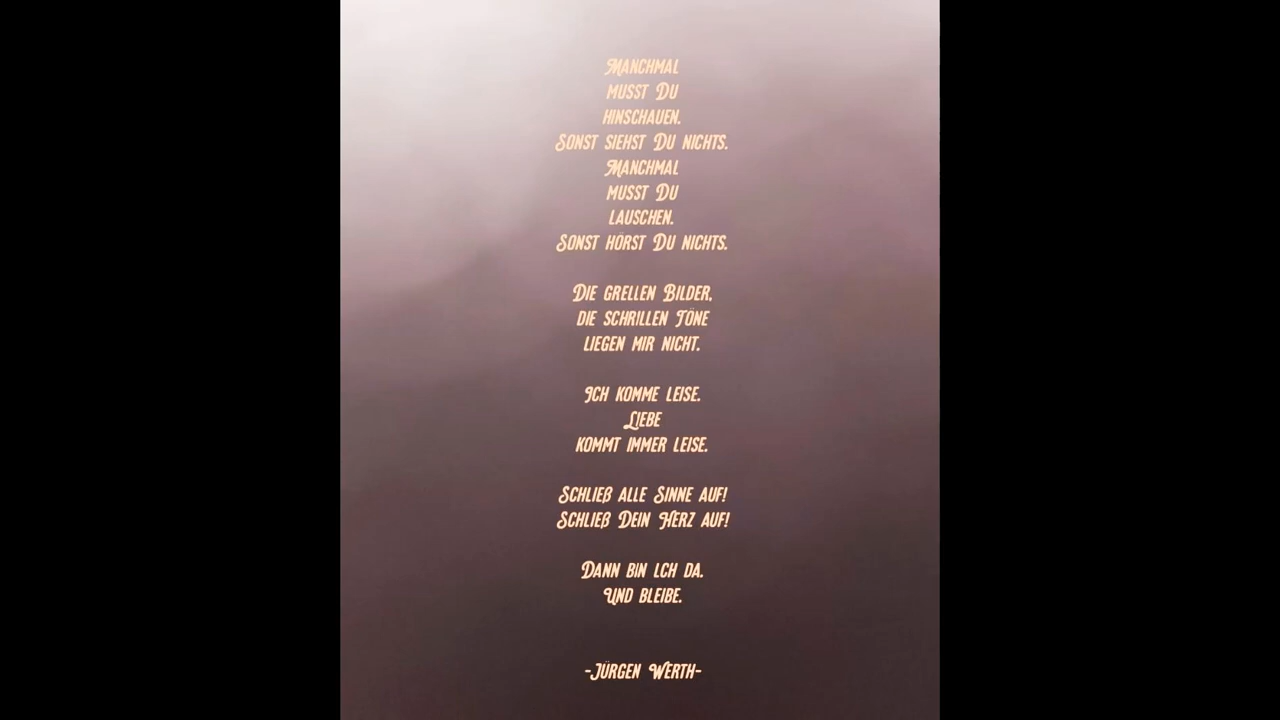 Manchmal
musst Du
hinschauen.
Sonst siehst Du nichts.
Manchmal
musst Du
lauschen.
Sonst hörst Du nichts.
Die grellen Bilder,
die schrillen Töne
liegen mir nicht.
Ich komme leise.
Liebe
kommt immer leise.
Schließ alle Sinne auf!
Schließ Dein Herz auf!
Dann bin lch da.
Und bleibe.
-Jürgen Werth-